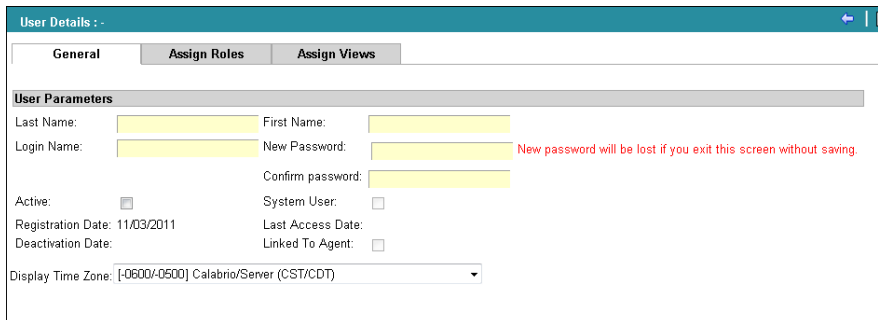 User Details : -
General Assign Roles Assign Views
User Parameters
Last Name: First Name:
Login Name: New Password: New password will be lost if you exit this screen without saving.
Confirm password:
Active: System User:
Registration Date: 11/03/2011 Last Access Date:
Deactivation Date: Linked To Agent:
Display Time Zone: [-0600/-0500] Calabrio/Server (CST/CDT)